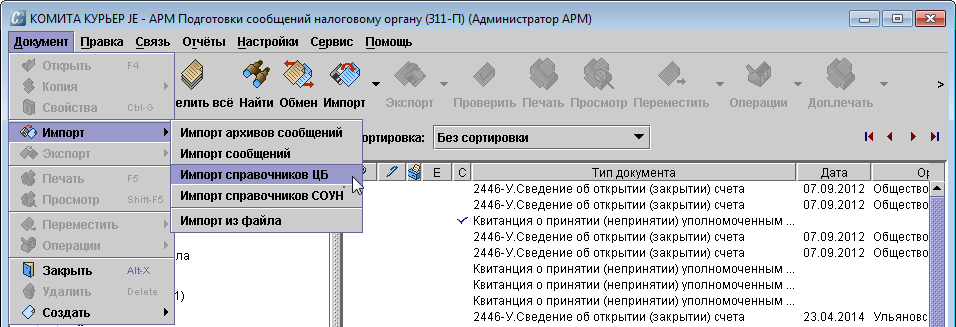 КОМИТА КУРЬЕР JE - АРМ Подготовки сообщений налоговому органу (311-П) (Администратор АРМ)
Документ Правка Связь Отчёты Настройки Сервис Помощь
Открыть F4
Копия
Свойства Ctrl-G
Импорт
Экспорт
Печать F5
Просмотр Shift-F5
Переместить
Операции
Закрыть Alt-X
Удалить Delete
Создать
елить всё Найти Обмен Импорт Экспорт Проверить Печать Просмотр Переместить Операции Доп.печать >
Импорт архивов сообщений
Импорт сообщений
Импорт справочников ЦБ
Импорт справочников СОУН
Импорт из файла
ортировка: Без сортировки
ла
1)
? Е С Тип документа Дата Ор
2446-У.Сведение об открытии (закрытии) счета 07.09.2012 Общество
2446-У.Сведение об открытии (закрытии) счета 07.09.2012 Общество
Квитанция о принятии (непринятии) уполномоченным ...
2446-У.Сведение об открытии (закрытии) счета 07.09.2012 Общество
2446-У.Сведение об открытии (закрытии) счета 07.09.2012 Общество
Квитанция о принятии (непринятии) уполномоченным ...
Квитанция о принятии (непринятии) уполномоченным ...
Квитанция о принятии (непринятии) уполномоченным ...
2446-У.Сведение об открытии (закрытии) счета 23.04.2014 Ульяновс